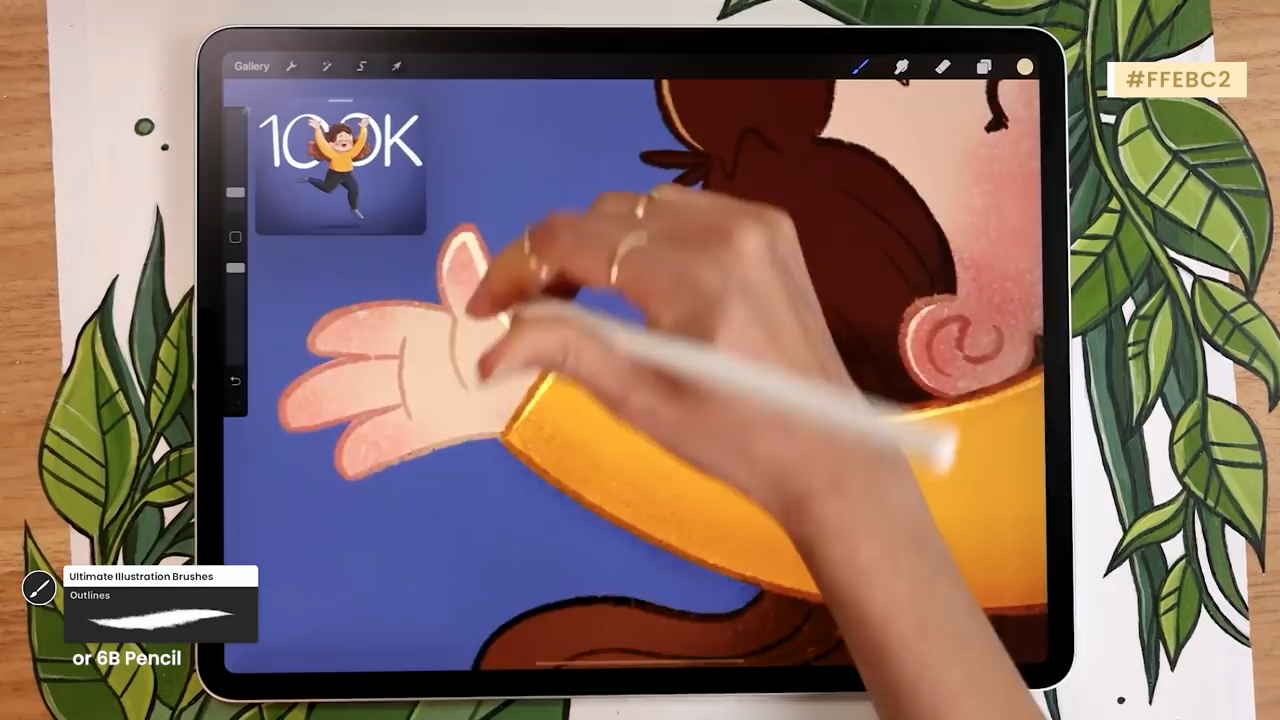 Gallery
#FFEBC2
100K
Ultimate Illustration Brushes
Outlines
or 6B Pencil